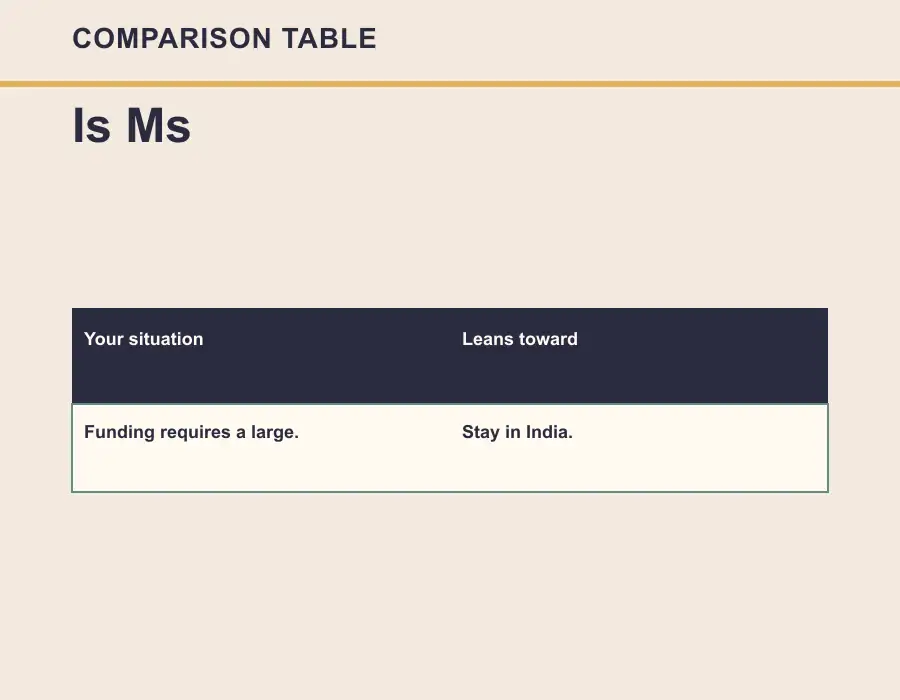 COMPARISON TABLE
Is Ms
Your situation Leans toward
Funding requires a large. Stay in India.